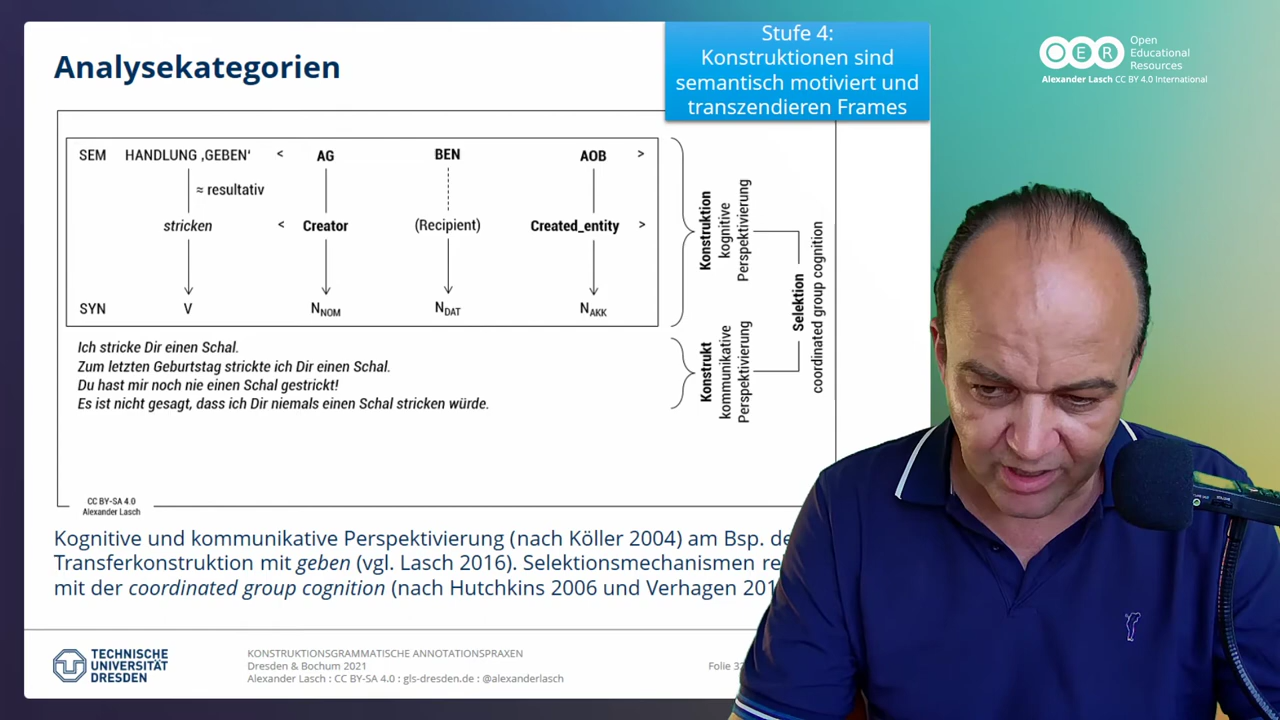 Analysekategorien
Stufe 4:
Konstruktionen sind
semantisch motiviert und
transzendieren Frames
OER
Open
Educational
Resources
Alexander Lasch CC BY 4.0 International
SEM HANDLUNG ‚GEBEN‘ < AG BEN AOB >
≈ resultativ
stricken < Creator (Recipient) Created_entity >
SYN V NNOM NDAT NAKK
Konstruktion
kognitive
Perspektivierung
Ich stricke Dir einen Schal.
Zum letzten Geburtstag strickte ich Dir einen Schal.
Du hast mir noch nie einen Schal gestrickt!
Es ist nicht gesagt, dass ich Dir niemals einen Schal stricken würde.
Konstrukt
kommunikative
Perspektivierung
Selektion
coordinated group cognition
CC BY-SA 4.0
Alexander Lasch
Kognitive und kommunikative Perspektivierung (nach Köller 2004) am Bsp. de
Transferkonstruktion mit geben (vgl. Lasch 2016). Selektionsmechanismen re
mit der coordinated group cognition (nach Hutchkins 2006 und Verhagen 201
TECHNISCHE
UNIVERSITÄT
DRESDEN
KONSTRUKTIONSGRAMMATISCHE ANNOTATIONSPRAXEN
Dresden & Bochum 2021
Alexander Lasch : CC BY-SA 4.0 : gls-dresden.de : @alexanderlasch
Folie